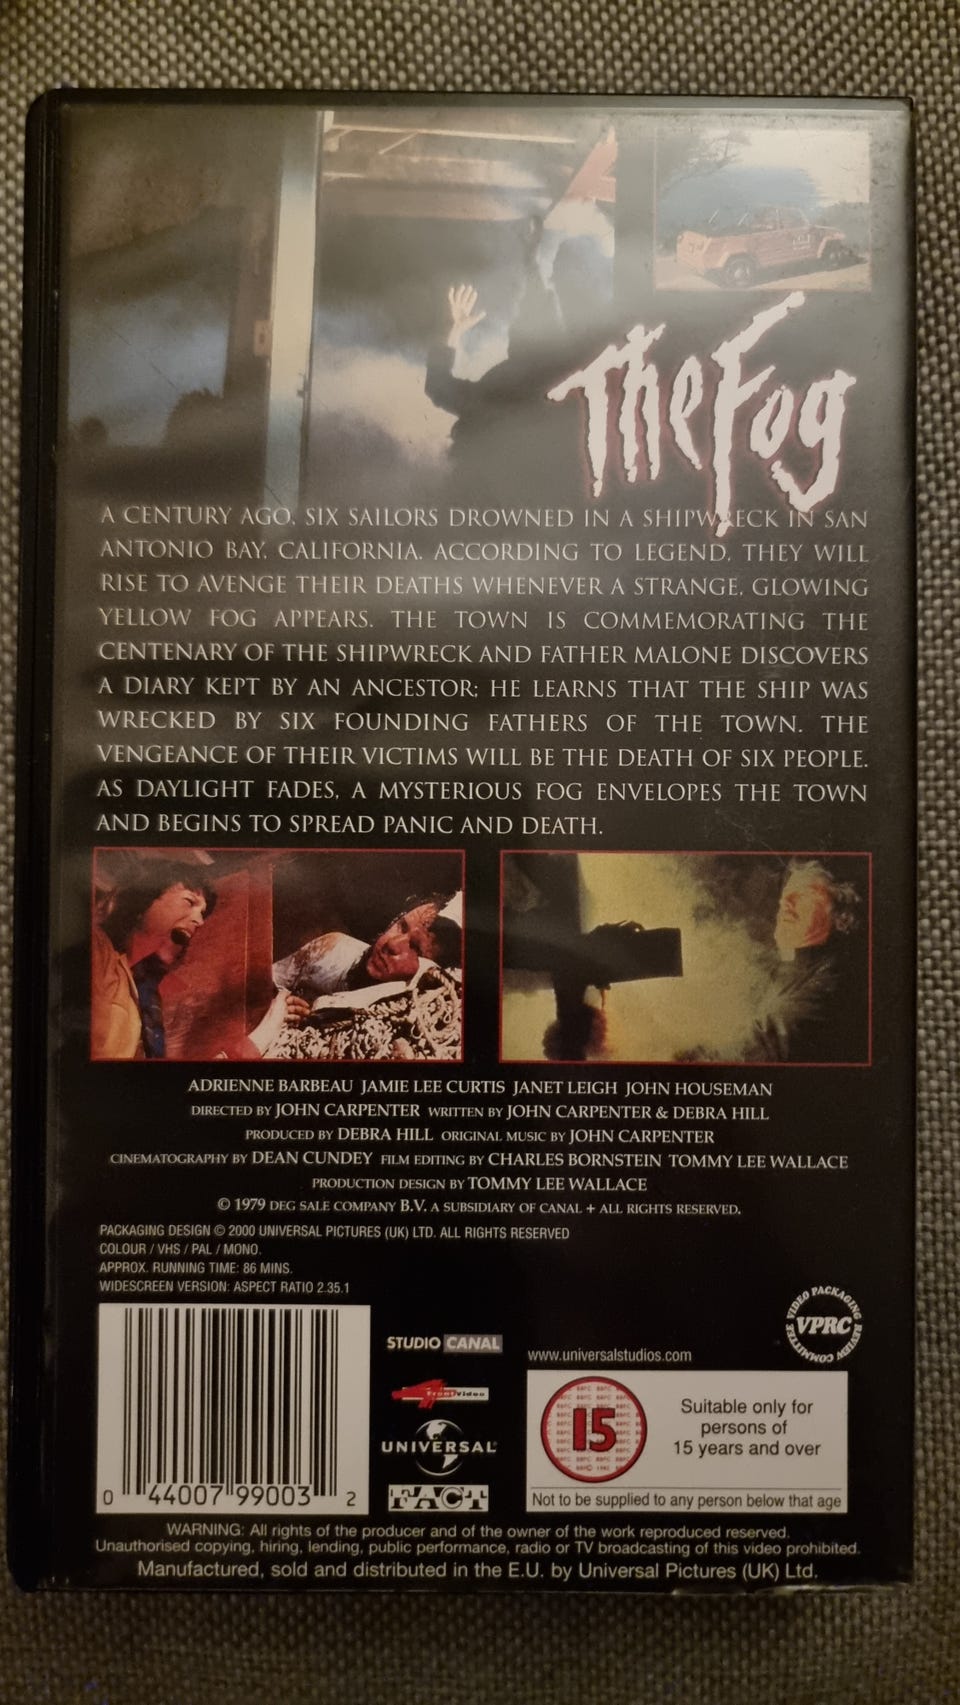 The Fog
A CENTURY AGO, SIX SAILORS DROWNED IN A SHIPWRECK IN SAN
ANTONIO BAY, CALIFORNIA. ACCORDING TO LEGEND, THEY WILL
RISE TO AVENGE THEIR DEATHS WHENEVER A STRANGE, GLOWING
YELLOW FOG APPEARS. THE TOWN IS COMMEMORATING THE
CENTENARY OF THE SHIPWRECK AND FATHER MALONE DISCOVERS
A DIARY KEPT BY AN ANCESTOR; HE LEARNS THAT THE SHIP WAS
WRECKED BY SIX FOUNDING FATHERS OF THE TOWN. THE
VENGEANCE OF THEIR VICTIMS WILL BE THE DEATH OF SIX PEOPLE.
AS DAYLIGHT FADES, A MYSTERIOUS FOG ENVELOPES THE TOWN
AND BEGINS TO SPREAD PANIC AND DEATH.
ADRIENNE BARBEAU JAMIE LEE CURTIS JANET LEIGH JOHN HOUSEMAN
DIRECTED BY JOHN CARPENTER WRITTEN BY JOHN CARPENTER & DEBRA HILL
PRODUCED BY DEBRA HILL ORIGINAL MUSIC BY JOHN CARPENTER
CINEMATOGRAPHY BY DEAN CUNDEY FILM EDITING BY CHARLES BORNSTEIN TOMMY LEE WALLACE
PRODUCTION DESIGN BY TOMMY LEE WALLACE
© 1979 DEG SALE COMPANY B.V. A SUBSIDIARY OF CANAL + ALL RIGHTS RESERVED.
PACKAGING DESIGN © 2000 UNIVERSAL PICTURES (UK) LTD. ALL RIGHTS RESERVED
COLOUR / VHS / PAL / MONO.
APPROX. RUNNING TIME: 86 MINS.
WIDESCREEN VERSION: ASPECT RATIO 2.35.1
0 44007 99003 2
STUDIO CANAL
4 Front Video
UNIVERSAL
FACT
www.universalstudios.com
VIDEO PACKAGING REVIEW COMMITTEE
VPRC
15
Suitable only for
persons of
15 years and over
Not to be supplied to any person below that age
WARNING: All rights of the producer and of the owner of the work reproduced reserved.
Unauthorised copying, hiring, lending, public performance, radio or TV broadcasting of this video prohibited.
Manufactured, sold and distributed in the E.U. by Universal Pictures (UK) Ltd.